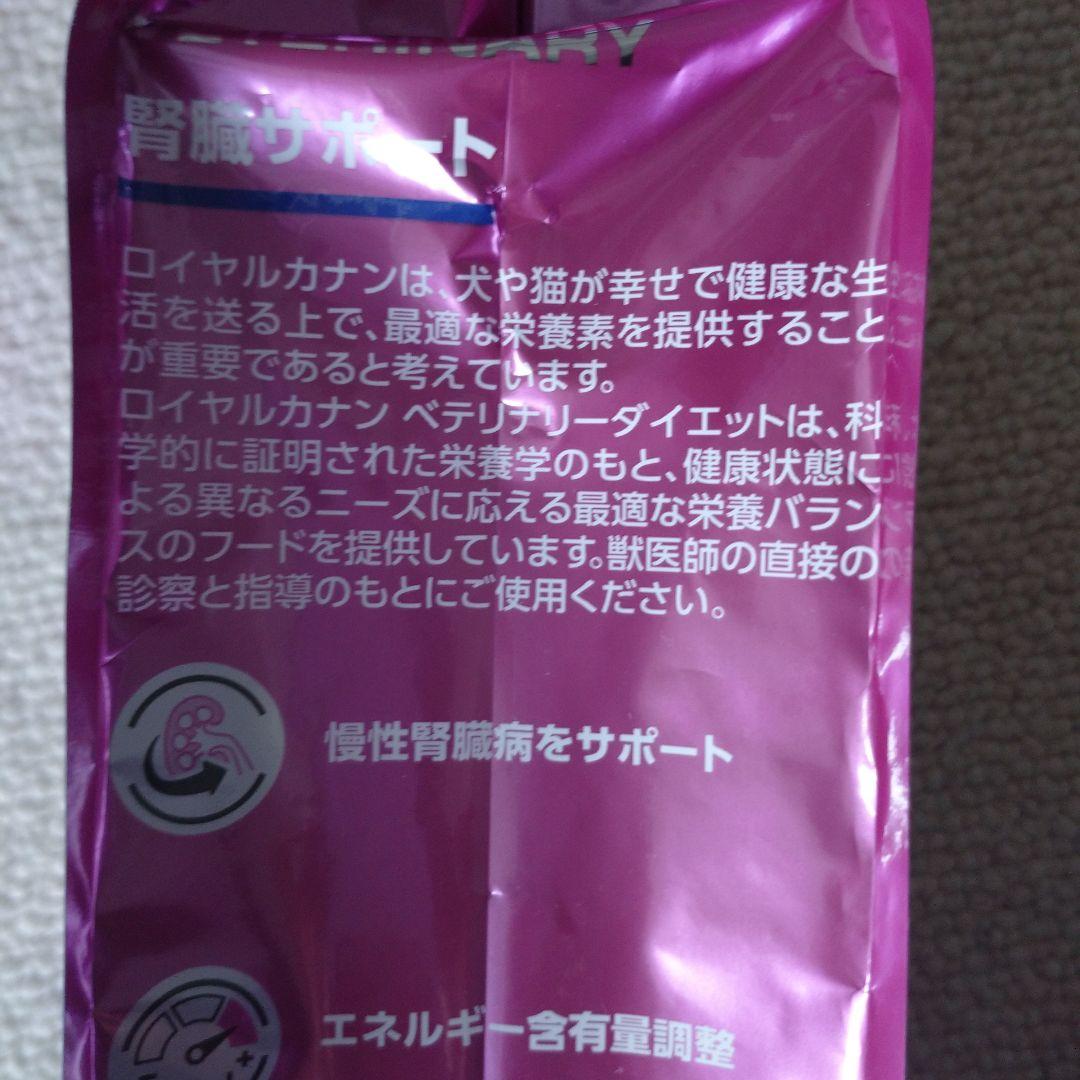 腎臓サポート
ロイヤルカナンは、犬や猫が幸せで健康な生
活を送る上で、最適な栄養素を提供すること
が重要であると考えています。
ロイヤルカナン ベテリナリーダイエットは、科
学的に証明された栄養学のもと、健康状態に
よる異なるニーズに応える最適な栄養バラン
スのフードを提供しています。獣医師の直接の
診察と指導のもとにご使用ください。
慢性腎臓病をサポート
エネルギー含有量調整
+